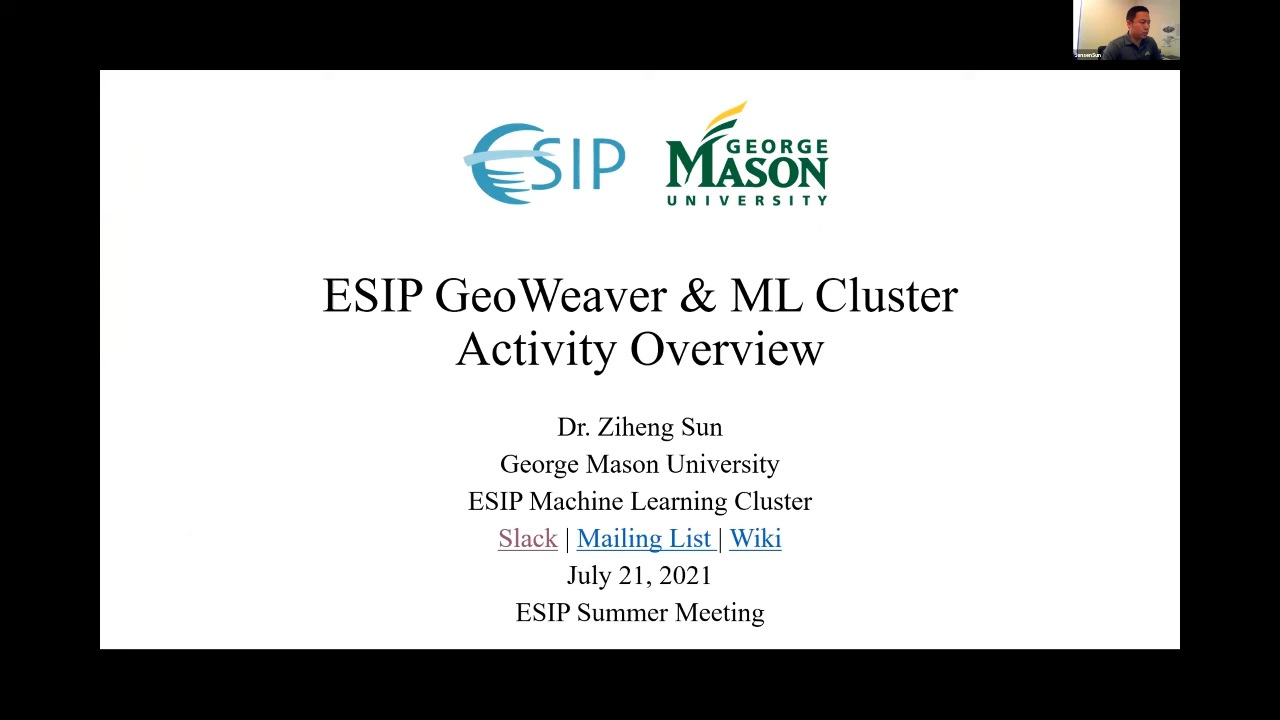 JensenSun
ESIP
GEORGE
MASON
UNIVERSITY
ESIP GeoWeaver & ML Cluster
Activity Overview
Dr. Ziheng Sun
George Mason University
ESIP Machine Learning Cluster
Slack | Mailing List | Wiki
July 21, 2021
ESIP Summer Meeting